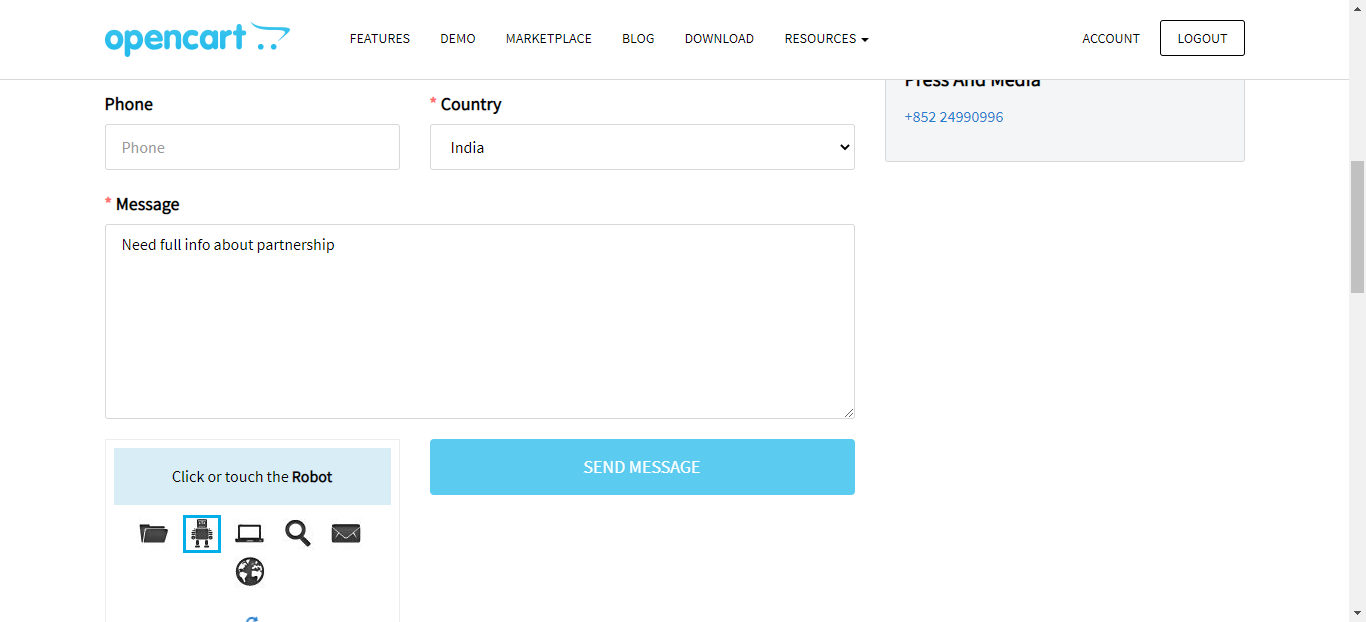 opencart
FEATURES DEMO MARKETPLACE BLOG DOWNLOAD RESOURCES ACCOUNT LOGOUT
Press And Media
+852 24990996
Phone
* Country
Phone
India
* Message
Need full info about partnership
Click or touch the Robot
SEND MESSAGE